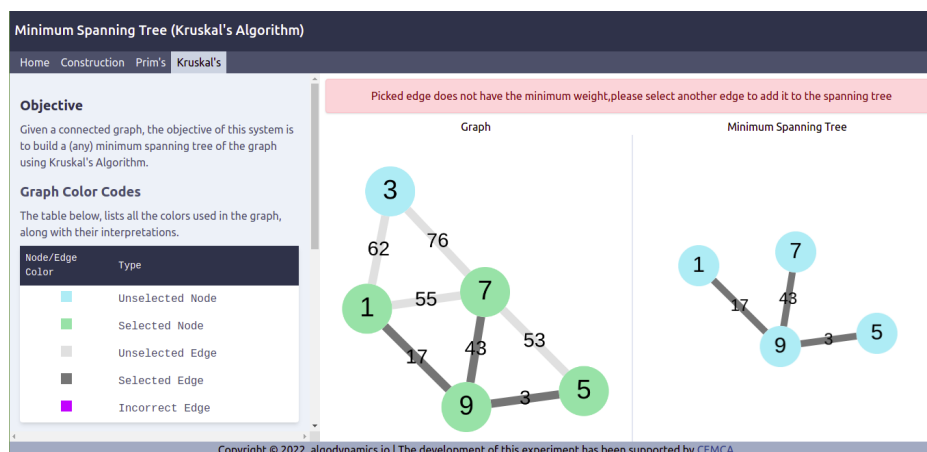 Minimum Spanning Tree (Kruskal's Algorithm)
Home Construction Prim's Kruskal's
Objective
Given a connected graph, the objective of this system is
to build a (any) minimum spanning tree of the graph
using Kruskal's Algorithm.
Graph Color Codes
The table below, lists all the colors used in the graph,
along with their interpretations.
Node/Edge
Color
Type
Unselected Node
Selected Node
Unselected Edge
Selected Edge
Incorrect Edge
Picked edge does not have the minimum weight,please select another edge to add it to the spanning tree
Graph
3
62
76
1
55
7
17
43
53
9
3
5
Minimum Spanning Tree
1
7
17
43
9
3
5
Copyright © 2022, algodynamics.io | The development of this experiment has been supported by CEMCA